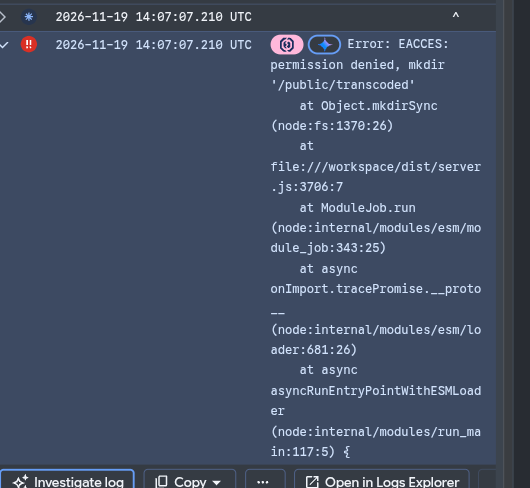 2026-11-19 14:07:07.210 UTC
2026-11-19 14:07:07.210 UTC
Error: EACCES:
permission denied, mkdir
'/public/transcoded'
at Object.mkdirSync
(node:fs:1370:26)
at
file:///workspace/dist/server
.js:3706:7
at ModuleJob.run
(node:internal/modules/esm/mo
dule_job:343:25)
at async
onImport.tracePromise.__proto
__
(node:internal/modules/esm/lo
ader:681:26)
at async
asyncRunEntryPointWithESMLoad
er
(node:internal/modules/run_ma
in:117:5) {
Investigate log
Copy
...
Open in Logs Explorer